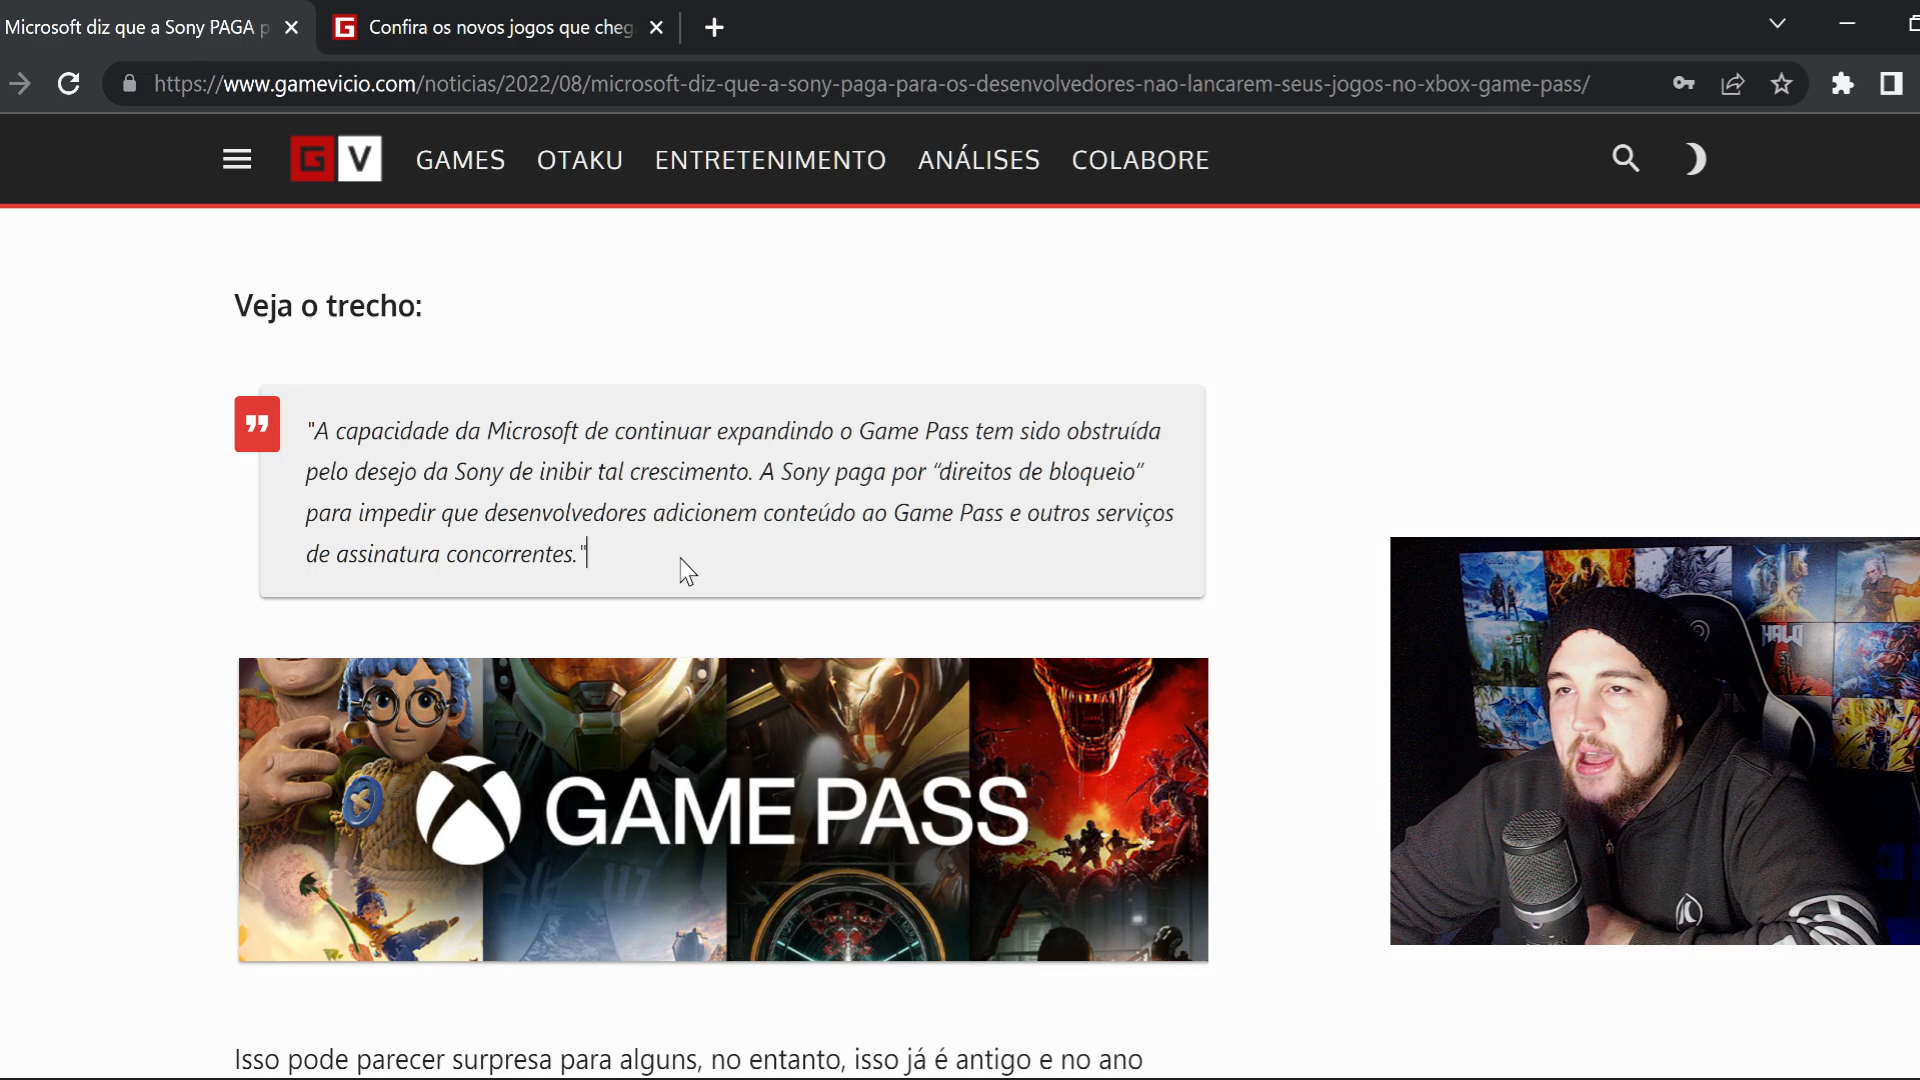 Microsoft diz que a Sony PAGA p
Confira os novos jogos que cheg
https://www.gamevicio.com/noticias/2022/08/microsoft-diz-que-a-sony-paga-para-os-desenvolvedores-nao-lancarem-seus-jogos-no-xbox-game-pass/
G V GAMES OTAKU ENTRETENIMENTO ANÁLISES COLABORE
Veja o trecho:
"A capacidade da Microsoft de continuar expandindo o Game Pass tem sido obstruída
pelo desejo da Sony de inibir tal crescimento. A Sony paga por “direitos de bloqueio”
para impedir que desenvolvedores adicionem conteúdo ao Game Pass e outros serviços
de assinatura concorrentes."
GAME PASS
117
GHOST
HALO
Isso pode parecer surpresa para alguns, no entanto, isso já é antigo e no ano